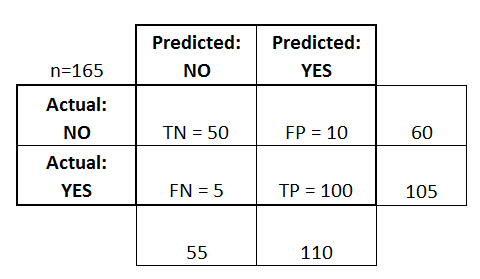 Predicted: Predicted:
n=165 NO YES
Actual:
NO TN = 50 FP = 10 60
Actual:
YES FN = 5 TP = 100 105
55 110